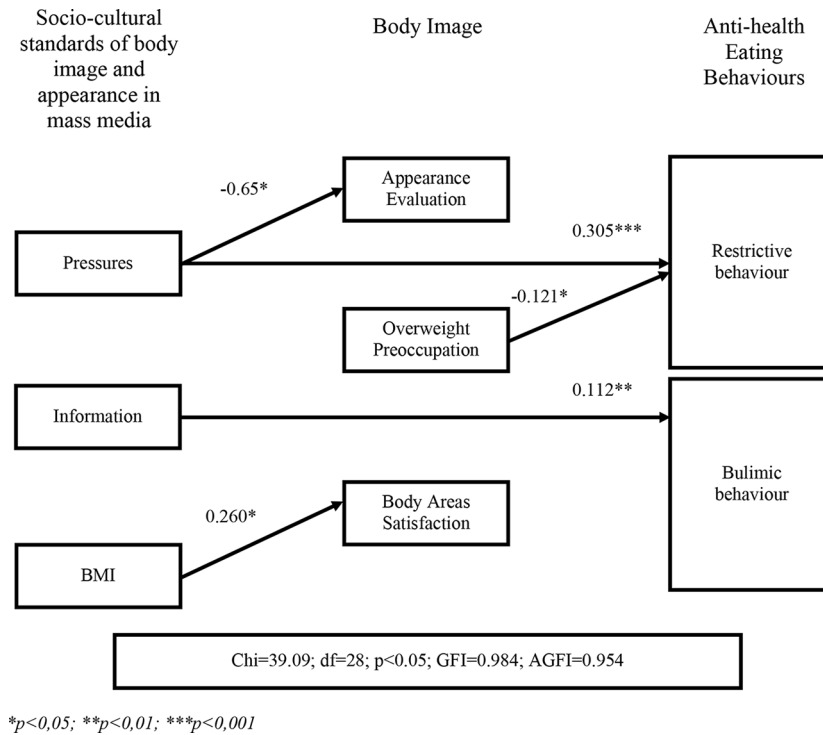 Socio-cultural
standards of body
image and
appearance in
mass media
Body Image
Anti-health
Eating
Behaviours
-0.65*
Appearance
Evaluation
0.305***
Pressures
Restrictive
behaviour
-0.121*
Overweight
Preoccupation
0.112**
Information
Bulimic
behaviour
Body Areas
Satisfaction
0.260*
BMI
Chi=39.09; df=28; p<0.05; GFI=0.984; AGFI=0.954
*p<0,05; **p<0,01; ***p<0,001